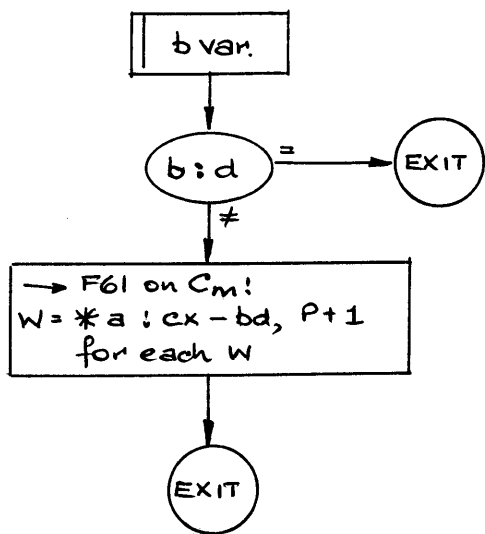 b var.
b : d
=
EXIT
≠
→ F61 on Cm!
W = * a : cx - bd, P + 1
for each W
EXIT